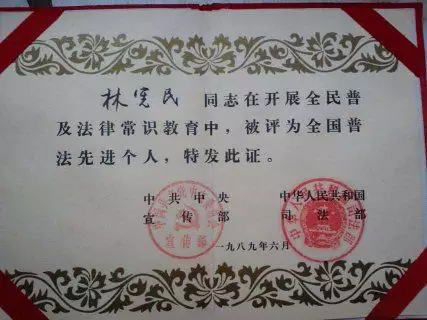 林宪民 同志在开展全民普
及法律常识教育中，被评为全国普
法先进个人，特发此证。
中共中央 中华人民共和国
宣传部 司法部
一九八九年六月